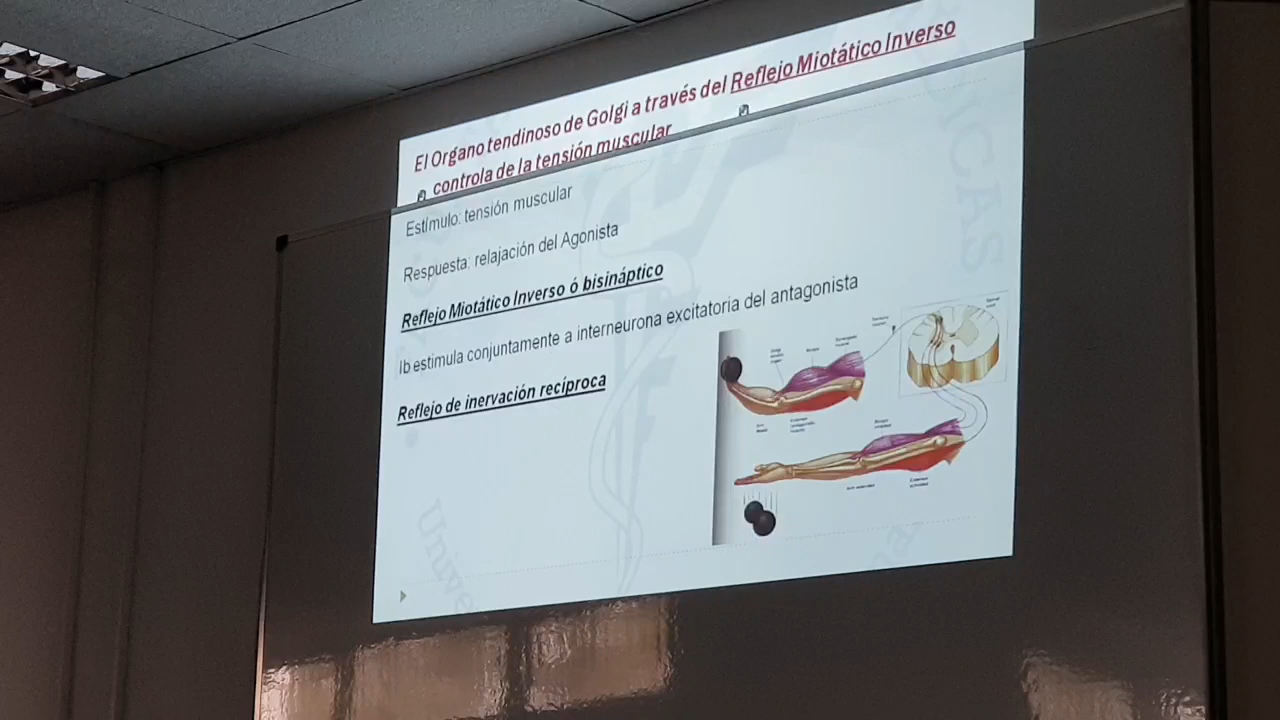 El Organo tendinoso de Golgi a través del Reflejo Miotático Inverso
controla de la tensión muscular
Estímulo: tensión muscular
Respuesta: relajación del Agonista
Reflejo Miotático Inverso ó bisináptico
Ib estimula conjuntamente a interneurona excitatoria del antagonista
Reflejo de inervación recíproca
Univ